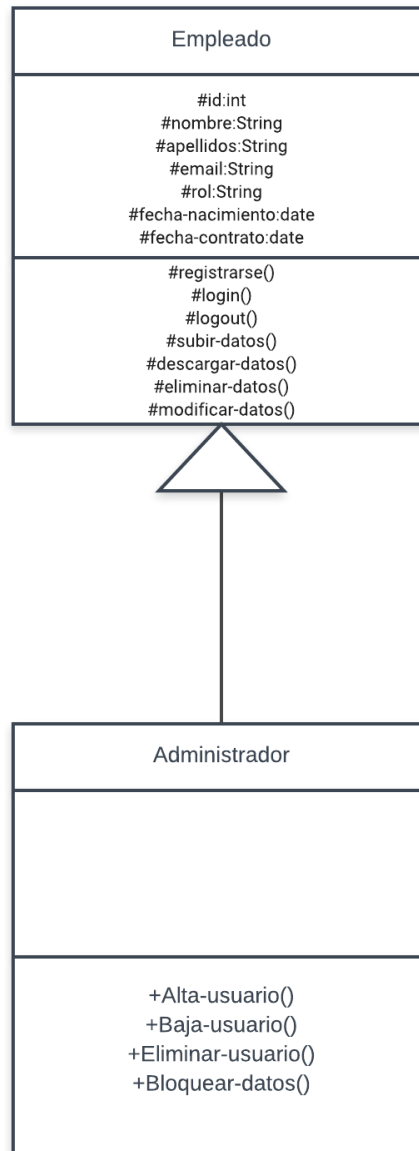 Empleado
#id:int
#nombre:String
#apellidos:String
#email:String
#rol:String
#fecha-nacimiento:date
#fecha-contrato:date
#registrarse()
#login()
#logout()
#subir-datos()
#descargar-datos()
#eliminar-datos()
#modificar-datos()
Administrador
+Alta-usuario()
+Baja-usuario()
+Eliminar-usuario()
+Bloquear-datos()